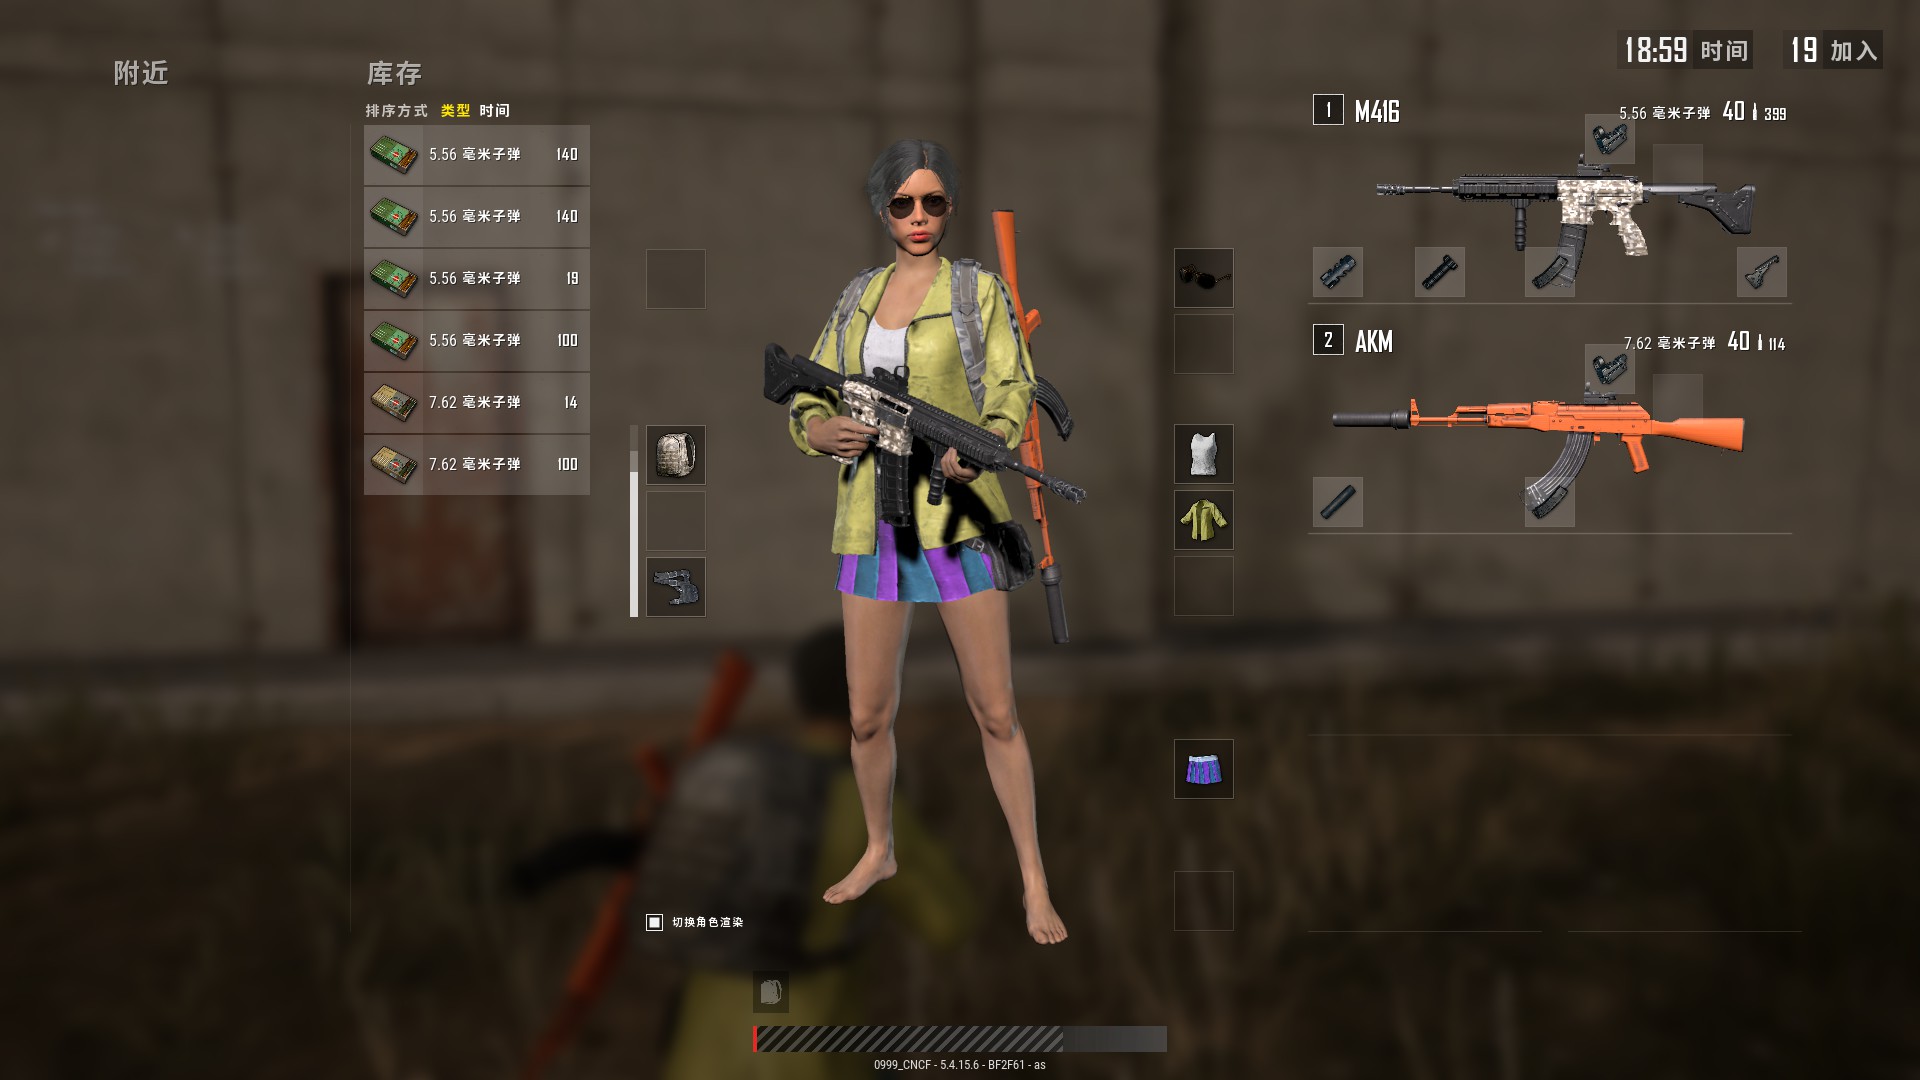 附近
库存
排序方式 类型 时间
5.56 毫米子弹 140
5.56 毫米子弹 140
5.56 毫米子弹 19
5.56 毫米子弹 100
7.62 毫米子弹 14
7.62 毫米子弹 100
切换角色渲染
18:59 时间 19 加入
1 M416 5.56 毫米子弹 40 399
2 AKM 7.62 毫米子弹 40 114
0999_CNCF - 5.4.15.6 - BF2F61 - as